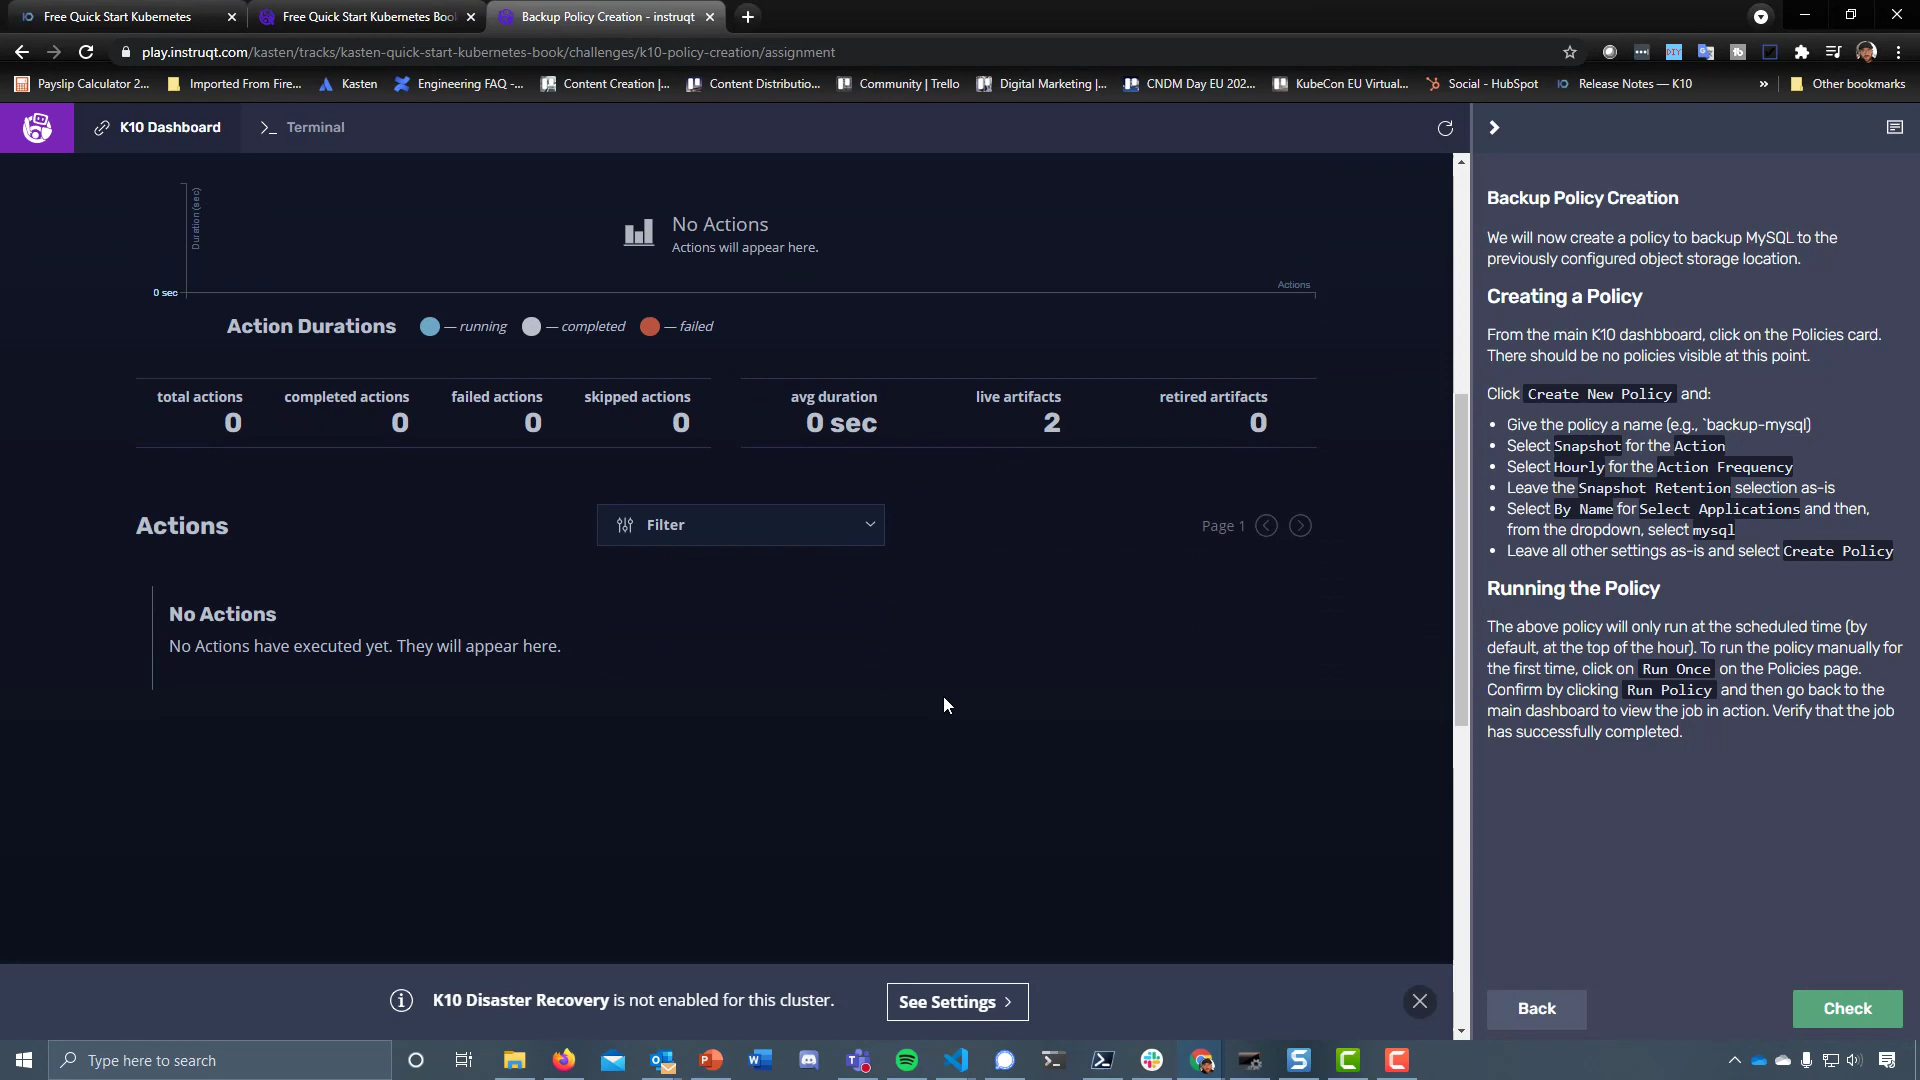 Free Quick Start Kubernetes
Free Quick Start Kubernetes Boo
Backup Policy Creation - instruqt
play.instruqt.com/kasten/tracks/kasten-quick-start-kubernetes-book/challenges/k10-policy-creation/assignment
Payslip Calculator 2...
Imported From Fire...
Kasten
Engineering FAQ -...
Content Creation |...
Content Distributio...
Community | Trello
Digital Marketing |...
CNDM Day EU 202...
KubeCon EU Virtual...
Social - HubSpot
Release Notes — K10
»
Other bookmarks
K10 Dashboard
Terminal
Duration (sec)
No Actions
Actions will appear here.
0 sec
Actions
Action Durations
— running
— completed
— failed
total actions
0
completed actions
0
failed actions
0
skipped actions
0
avg duration
0 sec
live artifacts
2
retired artifacts
0
Actions
Filter
Page 1
No Actions
No Actions have executed yet. They will appear here.
K10 Disaster Recovery is not enabled for this cluster.
See Settings >
Backup Policy Creation
We will now create a policy to backup MySQL to the
previously configured object storage location.
Creating a Policy
From the main K10 dashbboard, click on the Policies card.
There should be no policies visible at this point.
Click Create New Policy and:
• Give the policy a name (e.g., `backup-mysql)
• Select Snapshot for the Action
• Select Hourly for the Action Frequency
• Leave the Snapshot Retention selection as-is
• Select By Name for Select Applications and then,
from the dropdown, select mysql
• Leave all other settings as-is and select Create Policy
Running the Policy
The above policy will only run at the scheduled time (by
default, at the top of the hour). To run the policy manually for
the first time, click on Run Once on the Policies page.
Confirm by clicking Run Policy and then go back to the
main dashboard to view the job in action. Verify that the job
has successfully completed.
Back
Check
Type here to search